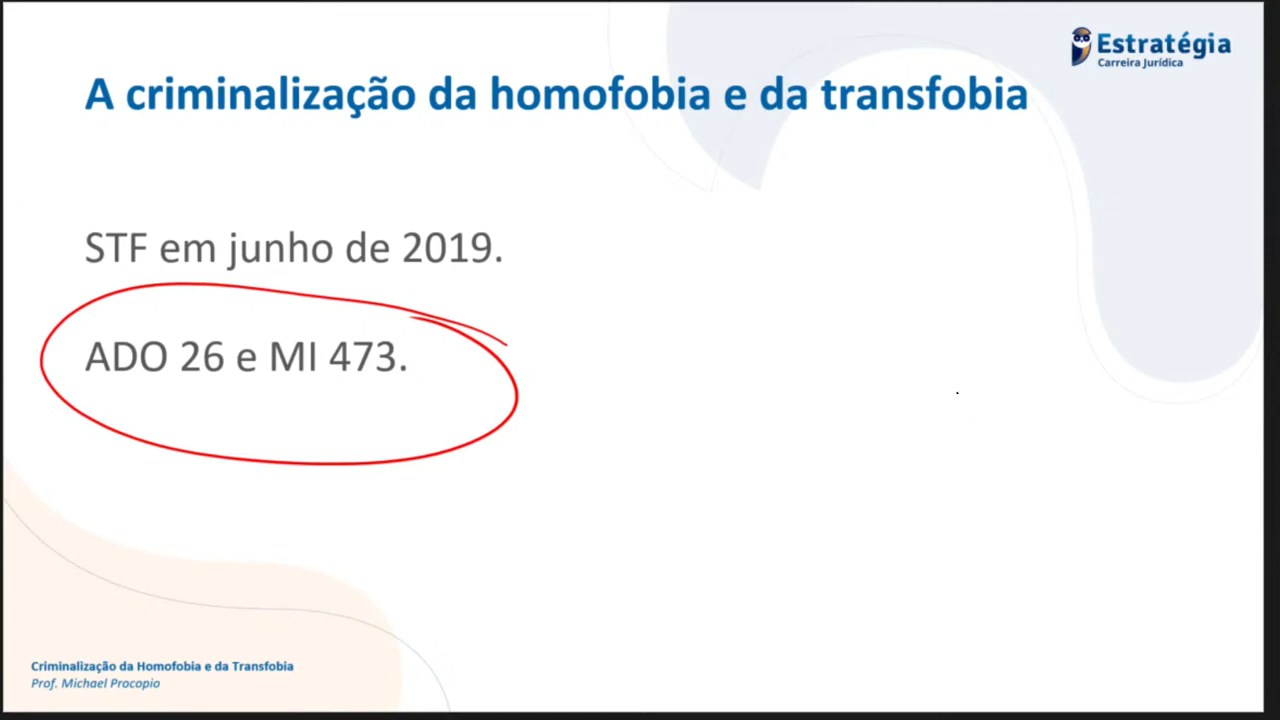 Estratégia
Carreira Jurídica
A criminalização da homofobia e da transfobia
STF em junho de 2019.
ADO 26 e MI 473.
Criminalização da Homofobia e da Transfobia
Prof. Michael Procopio